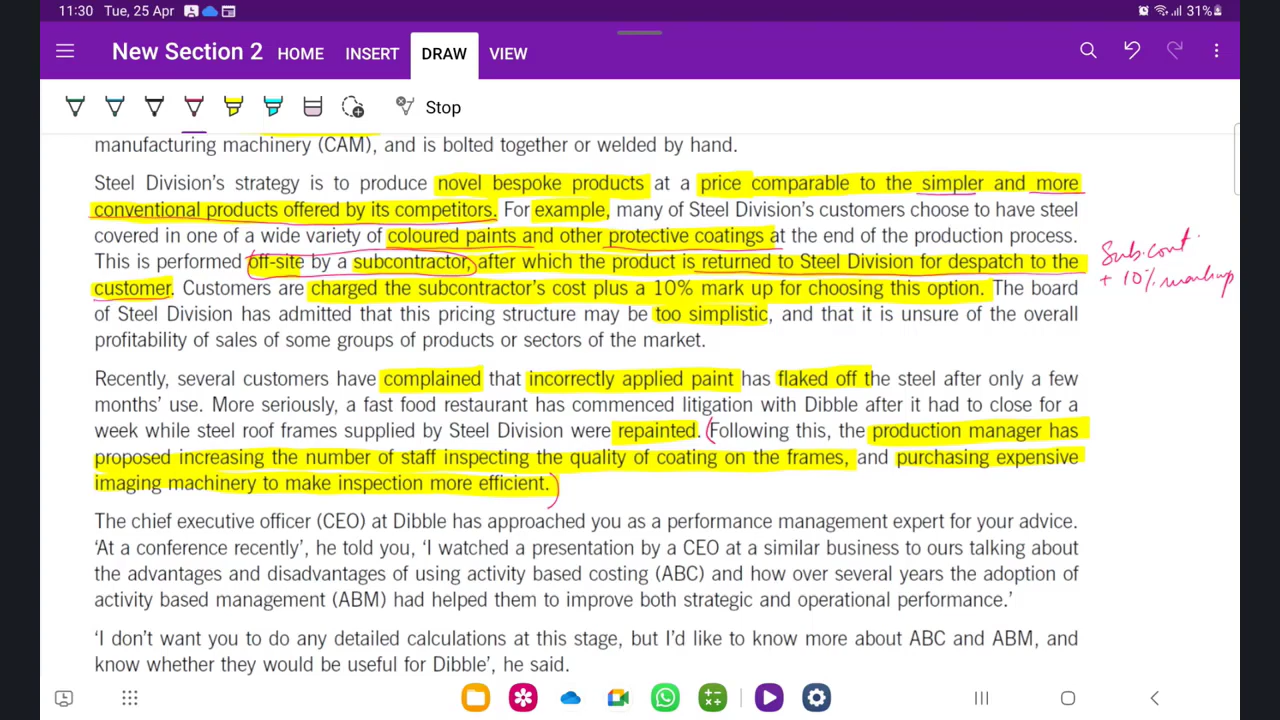 11:30 Tue, 25 Apr
31%
New Section 2 HOME INSERT DRAW VIEW
Stop
manufacturing machinery (CAM), and is bolted together or welded by hand.
Steel Division's strategy is to produce novel bespoke products at a price comparable to the simpler and more
conventional products offered by its competitors. For example, many of Steel Division's customers choose to have steel
covered in one of a wide variety of coloured paints and other protective coatings at the end of the production process.
This is performed off-site by a subcontractor, after which the product is returned to Steel Division for despatch to the
customer. Customers are charged the subcontractor's cost plus a 10% mark up for choosing this option. The board
of Steel Division has admitted that this pricing structure may be too simplistic, and that it is unsure of the overall
profitability of sales of some groups of products or sectors of the market.
Sub.cont.
+ 10% markup
Recently, several customers have complained that incorrectly applied paint has flaked off the steel after only a few
months' use. More seriously, a fast food restaurant has commenced litigation with Dibble after it had to close for a
week while steel roof frames supplied by Steel Division were repainted. (Following this, the production manager has
proposed increasing the number of staff inspecting the quality of coating on the frames, and purchasing expensive
imaging machinery to make inspection more efficient.)
The chief executive officer (CEO) at Dibble has approached you as a performance management expert for your advice.
'At a conference recently', he told you, 'I watched a presentation by a CEO at a similar business to ours talking about
the advantages and disadvantages of using activity based costing (ABC) and how over several years the adoption of
activity based management (ABM) had helped them to improve both strategic and operational performance.'
'I don't want you to do any detailed calculations at this stage, but I'd like to know more about ABC and ABM, and
know whether they would be useful for Dibble', he said.